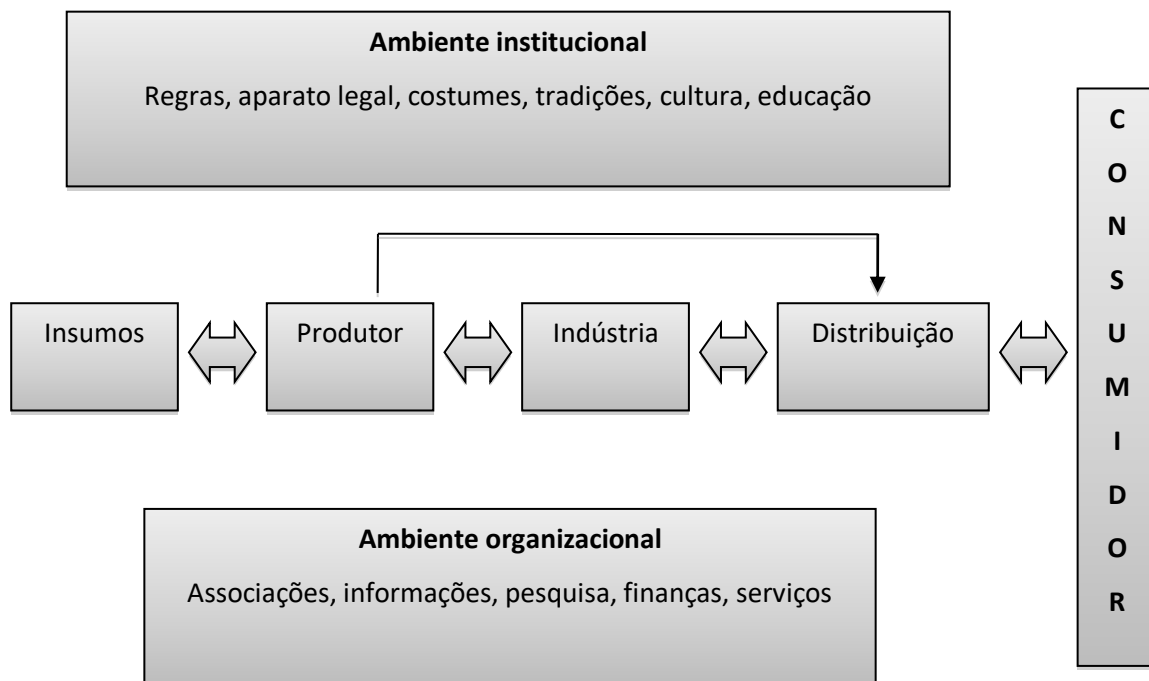 Ambiente institucional
Regras, aparato legal, costumes, tradições, cultura, educação
Insumos
Produtor
Indústria
Distribuição
C
O
N
S
U
M
I
D
O
R
Ambiente organizacional
Associações, informações, pesquisa, finanças, serviços